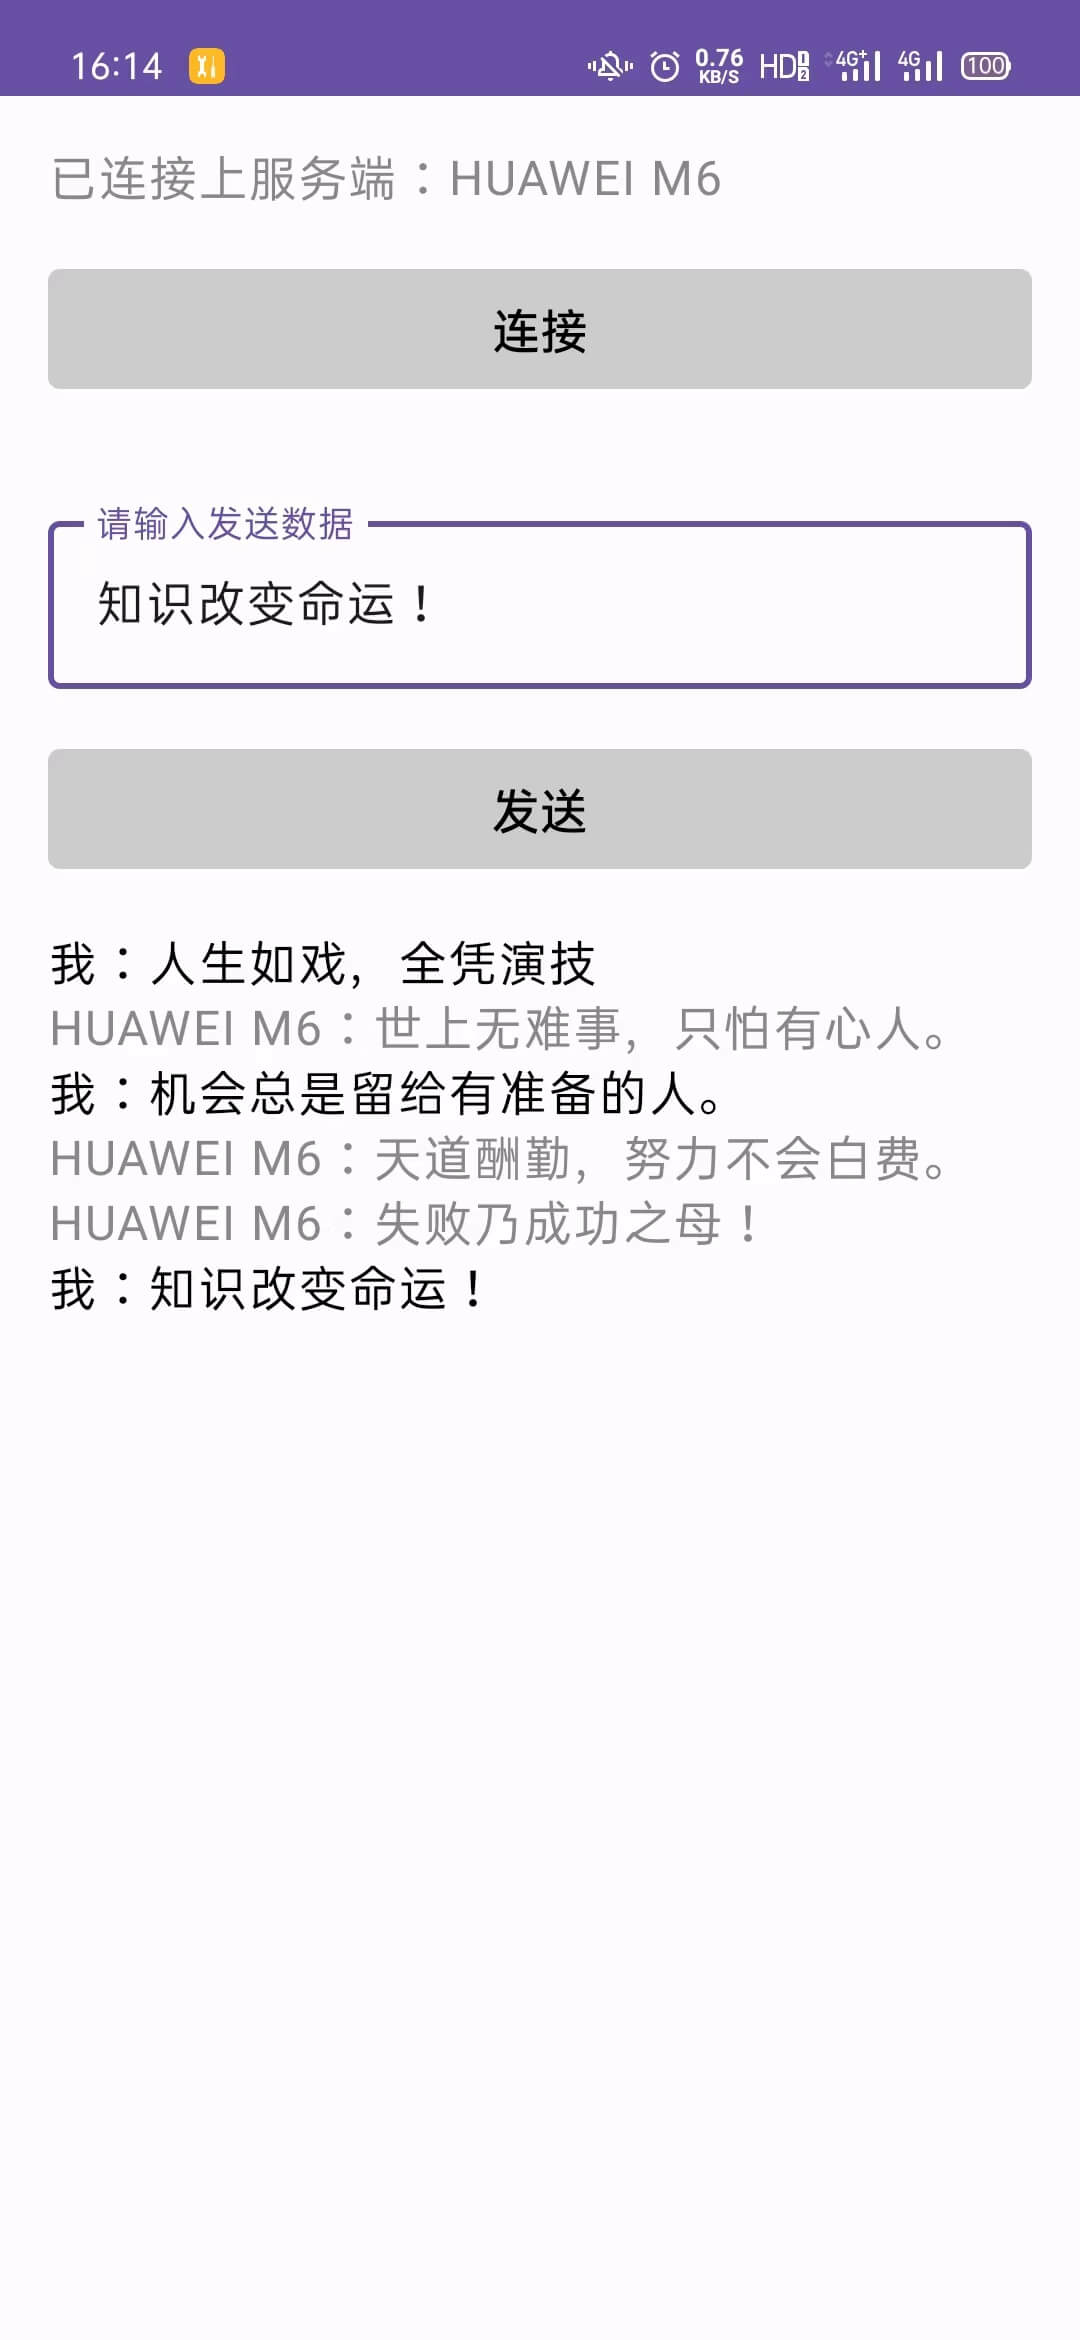 16:14
0.76 KB/S HD 1 2 4G+ 4G 100
已连接上服务端：HUAWEI M6
连接
请输入发送数据
知识改变命运！
发送
我：人生如戏，全凭演技
HUAWEI M6：世上无难事，只怕有心人。
我：机会总是留给有准备的人。
HUAWEI M6：天道酬勤，努力不会白费。
HUAWEI M6：失败乃成功之母！
我：知识改变命运！